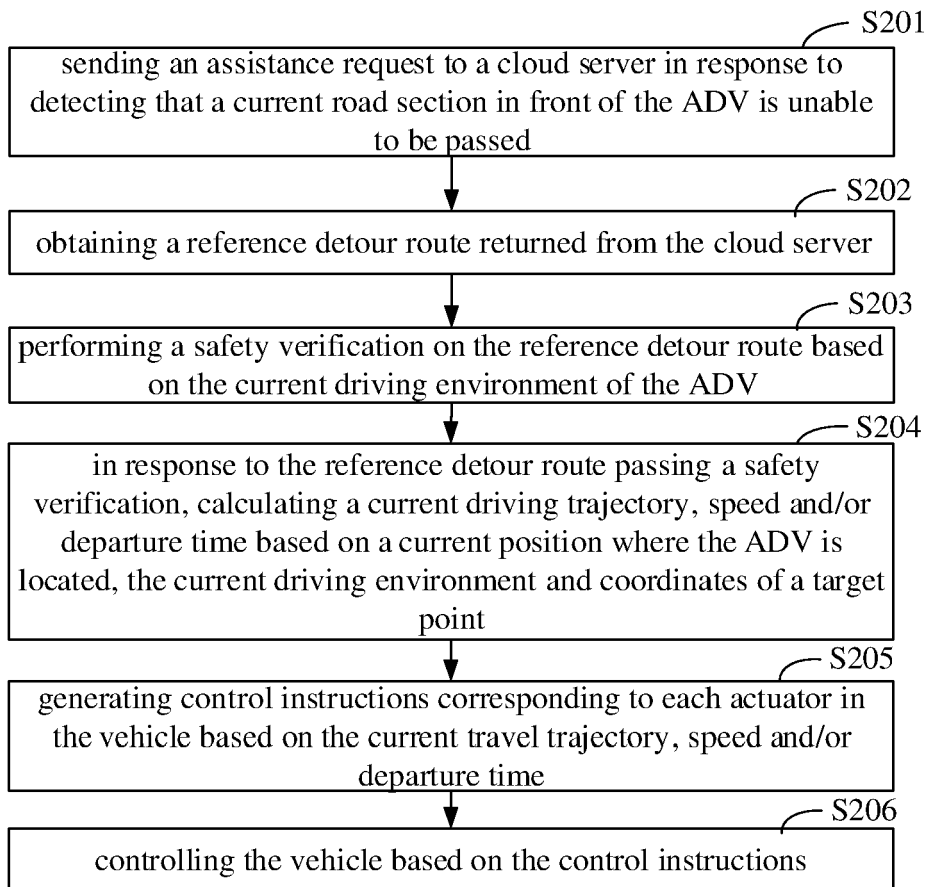 S201
sending an assistance request to a cloud server in response to
detecting that a current road section in front of the ADV is unable
to be passed
S202
obtaining a reference detour route returned from the cloud server
S203
performing a safety verification on the reference detour route based
on the current driving environment of the ADV
S204
in response to the reference detour route passing a safety
verification, calculating a current driving trajectory, speed and/or
departure time based on a current position where the ADV is
located, the current driving environment and coordinates of a target
point
S205
generating control instructions corresponding to each actuator in
the vehicle based on the current travel trajectory, speed and/or
departure time
S206
controlling the vehicle based on the control instructions